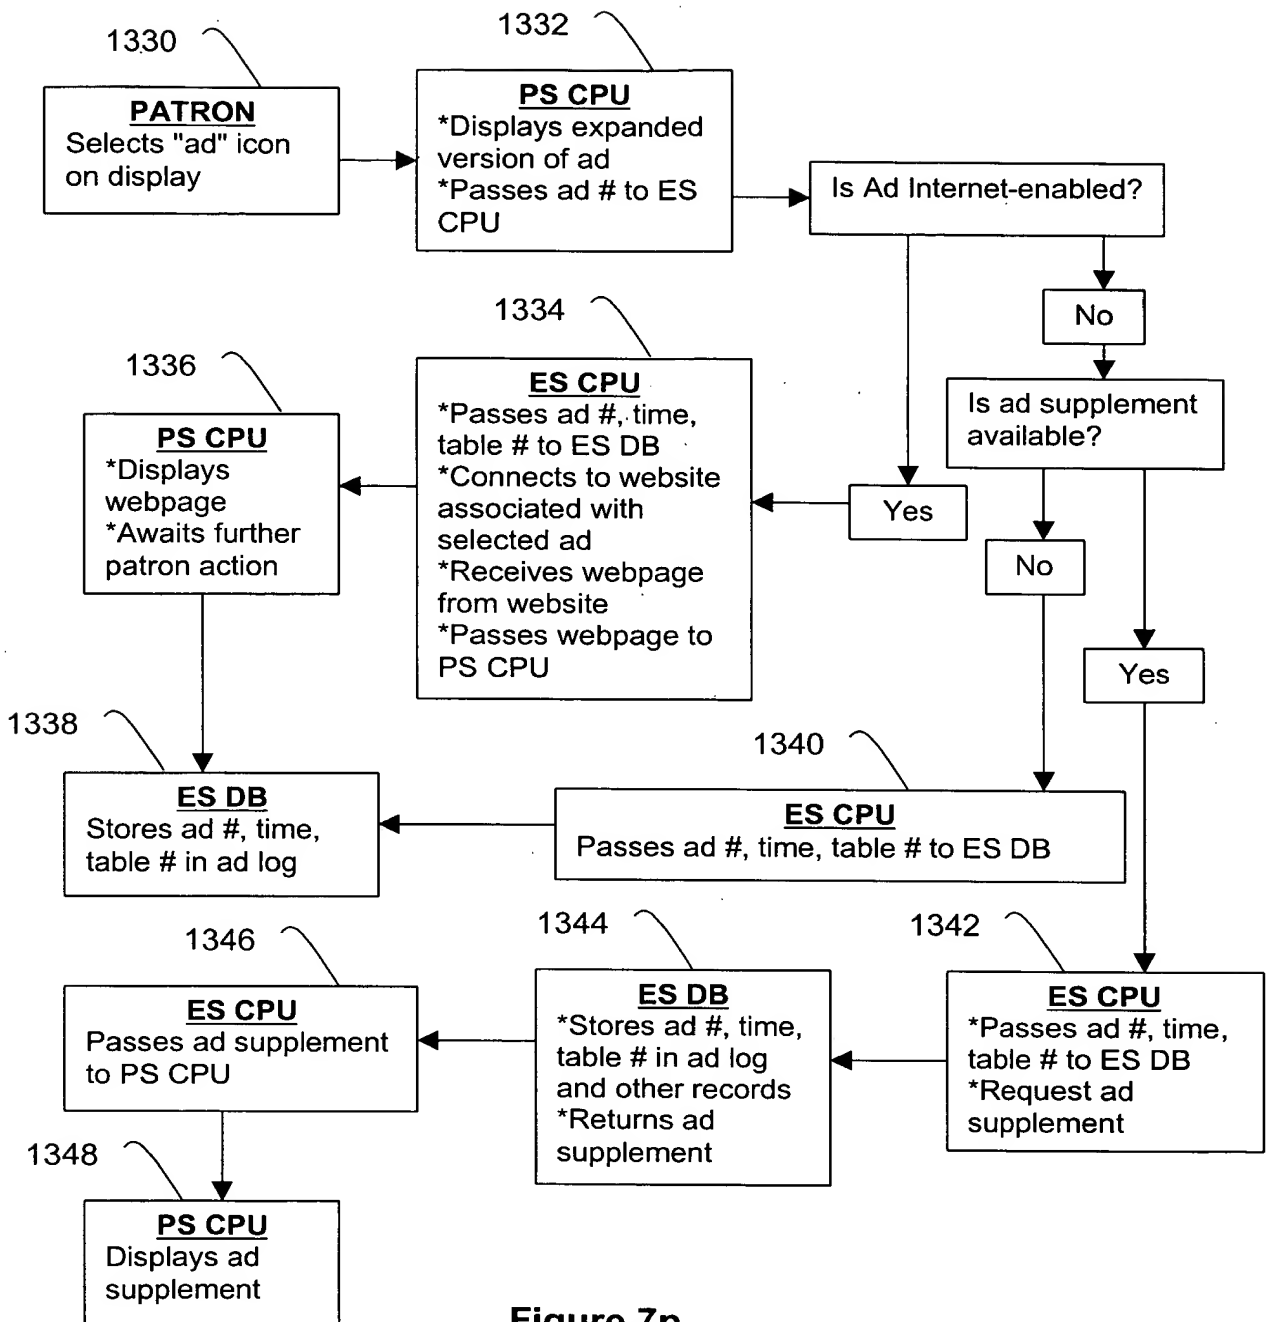 1330
PATRON
Selects "ad" icon
on display
1332
PS CPU
*Displays expanded
version of ad
*Passes ad # to ES
CPU
Is Ad Internet-enabled?
No
Is ad supplement
available?
Yes
No
Yes
1334
ES CPU
*Passes ad #, time,
table # to ES DB
*Connects to website
associated with
selected ad
*Receives webpage
from website
*Passes webpage to
PS CPU
1336
PS CPU
*Displays
webpage
*Awaits further
patron action
1338
ES DB
Stores ad #, time,
table # in ad log
1340
ES CPU
Passes ad #, time, table # to ES DB
1342
ES CPU
*Passes ad #, time,
table # to ES DB
*Request ad
supplement
1344
ES DB
*Stores ad #, time,
table # in ad log
and other records
*Returns ad
supplement
1346
ES CPU
Passes ad supplement
to PS CPU
1348
PS CPU
Displays ad
supplement
Figure 7p